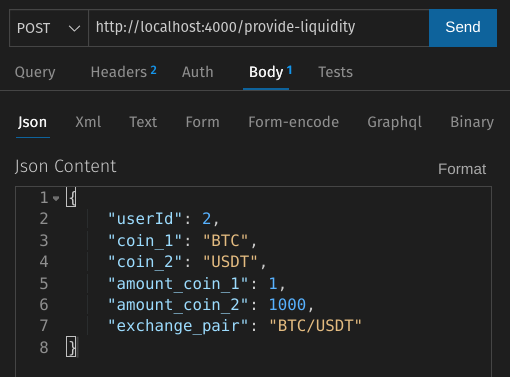 POST http://localhost:4000/provide-liquidity Send
Query Headers 2 Auth Body 1 Tests
Json Xml Text Form Form-encode Graphql Binary
Json Content Format
1 {
2 "userId": 2,
3 "coin_1": "BTC",
4 "coin_2": "USDT",
5 "amount_coin_1": 1,
6 "amount_coin_2": 1000,
7 "exchange_pair": "BTC/USDT"
8 }